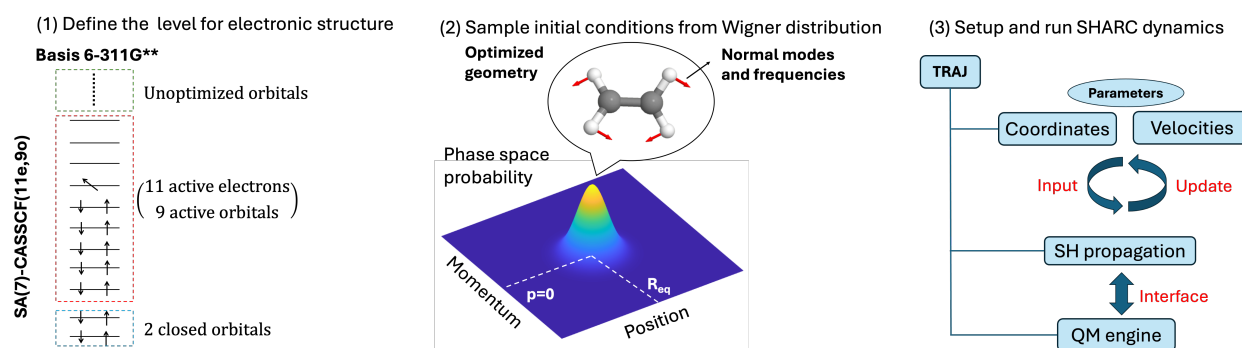 (1) Define the level for electronic structure
Basis 6-311G**
Unoptimized orbitals
SA(7)-CASSCF(11e,9o)
11 active electrons
9 active orbitals
2 closed orbitals
(2) Sample initial conditions from Wigner distribution
Optimized
geometry
Normal modes
and frequencies
Phase space
probability
Momentum
p=0
Req
Position
(3) Setup and run SHARC dynamics
TRAJ
Parameters
Coordinates
Velocities
Input
Update
SH propagation
Interface
QM engine